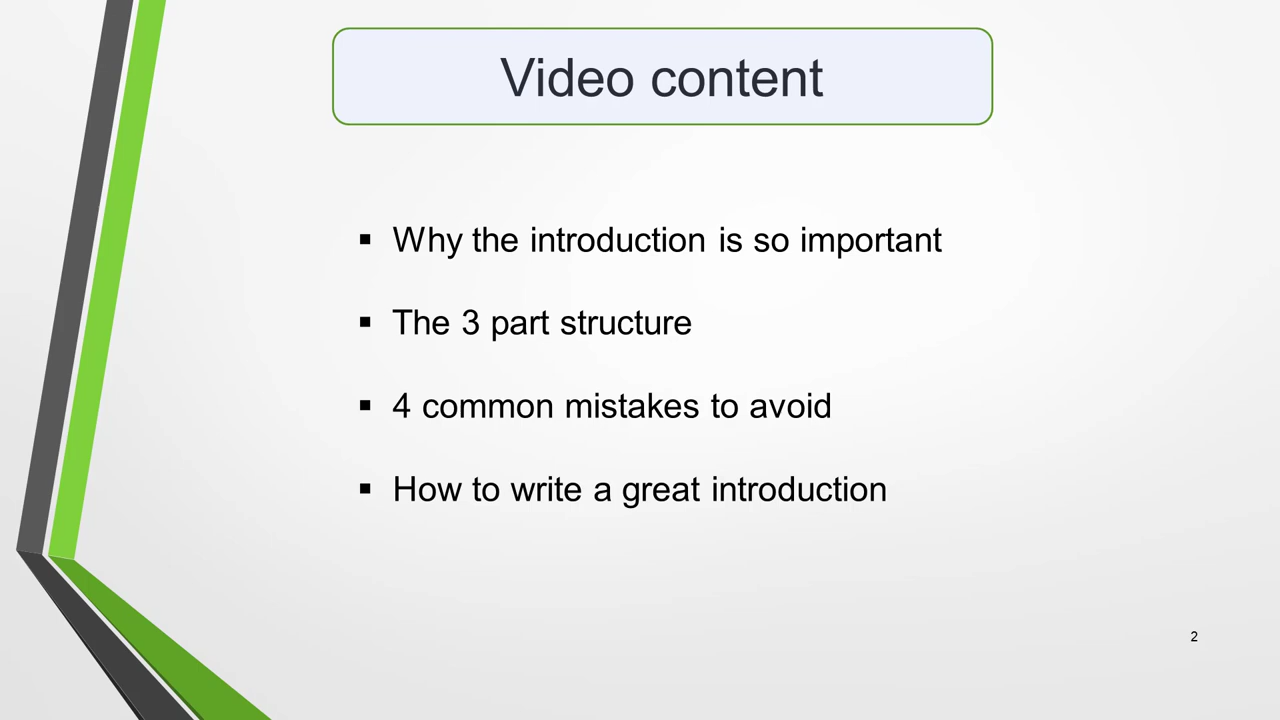 Video content
▪ Why the introduction is so important
▪ The 3 part structure
▪ 4 common mistakes to avoid
▪ How to write a great introduction
2